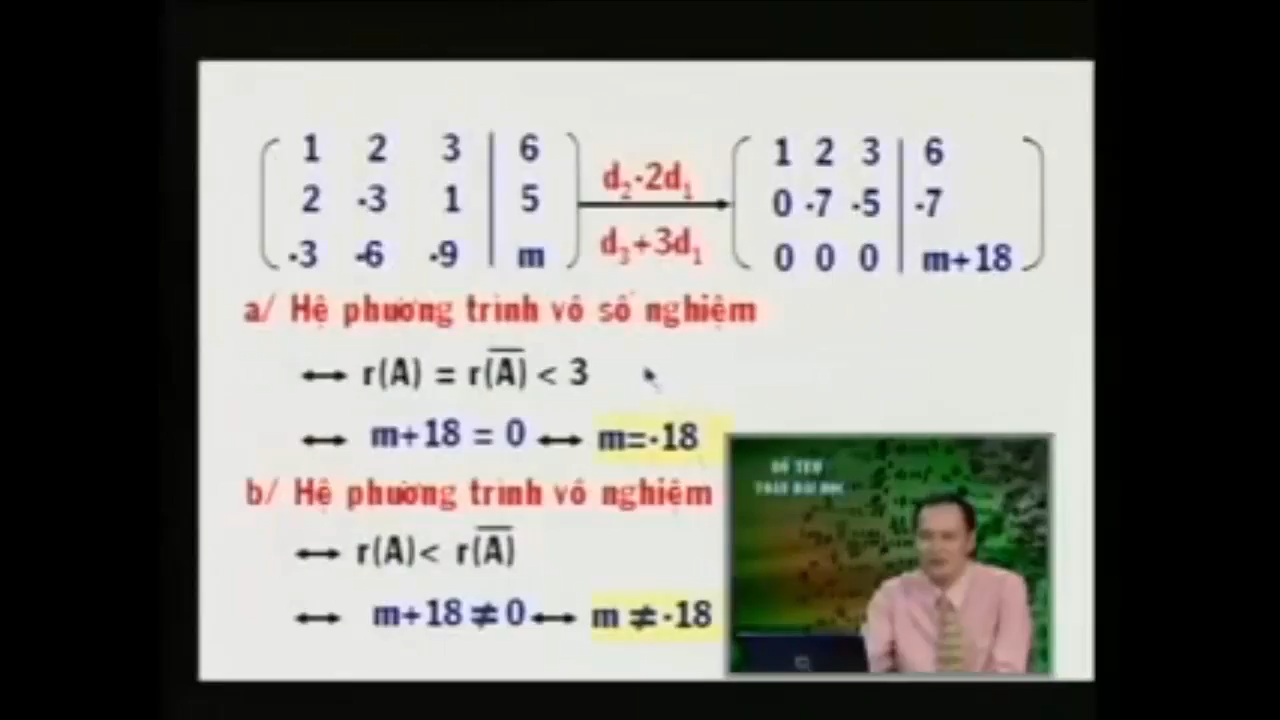 1 2 3 | 6
2 -3 1 | 5
-3 -6 -9 | m
d₂-2d₁
d₃+3d₁
1 2 3 | 6
0 -7 -5 | -7
0 0 0 | m+18
a/ Hệ phương trình vô số nghiệm
↔ r(A) = r(A̅) < 3
↔ m+18 = 0 ↔ m=-18
b/ Hệ phương trình vô nghiệm
↔ r(A)< r(A̅)
↔ m+18 ≠ 0 ↔ m ≠ -18